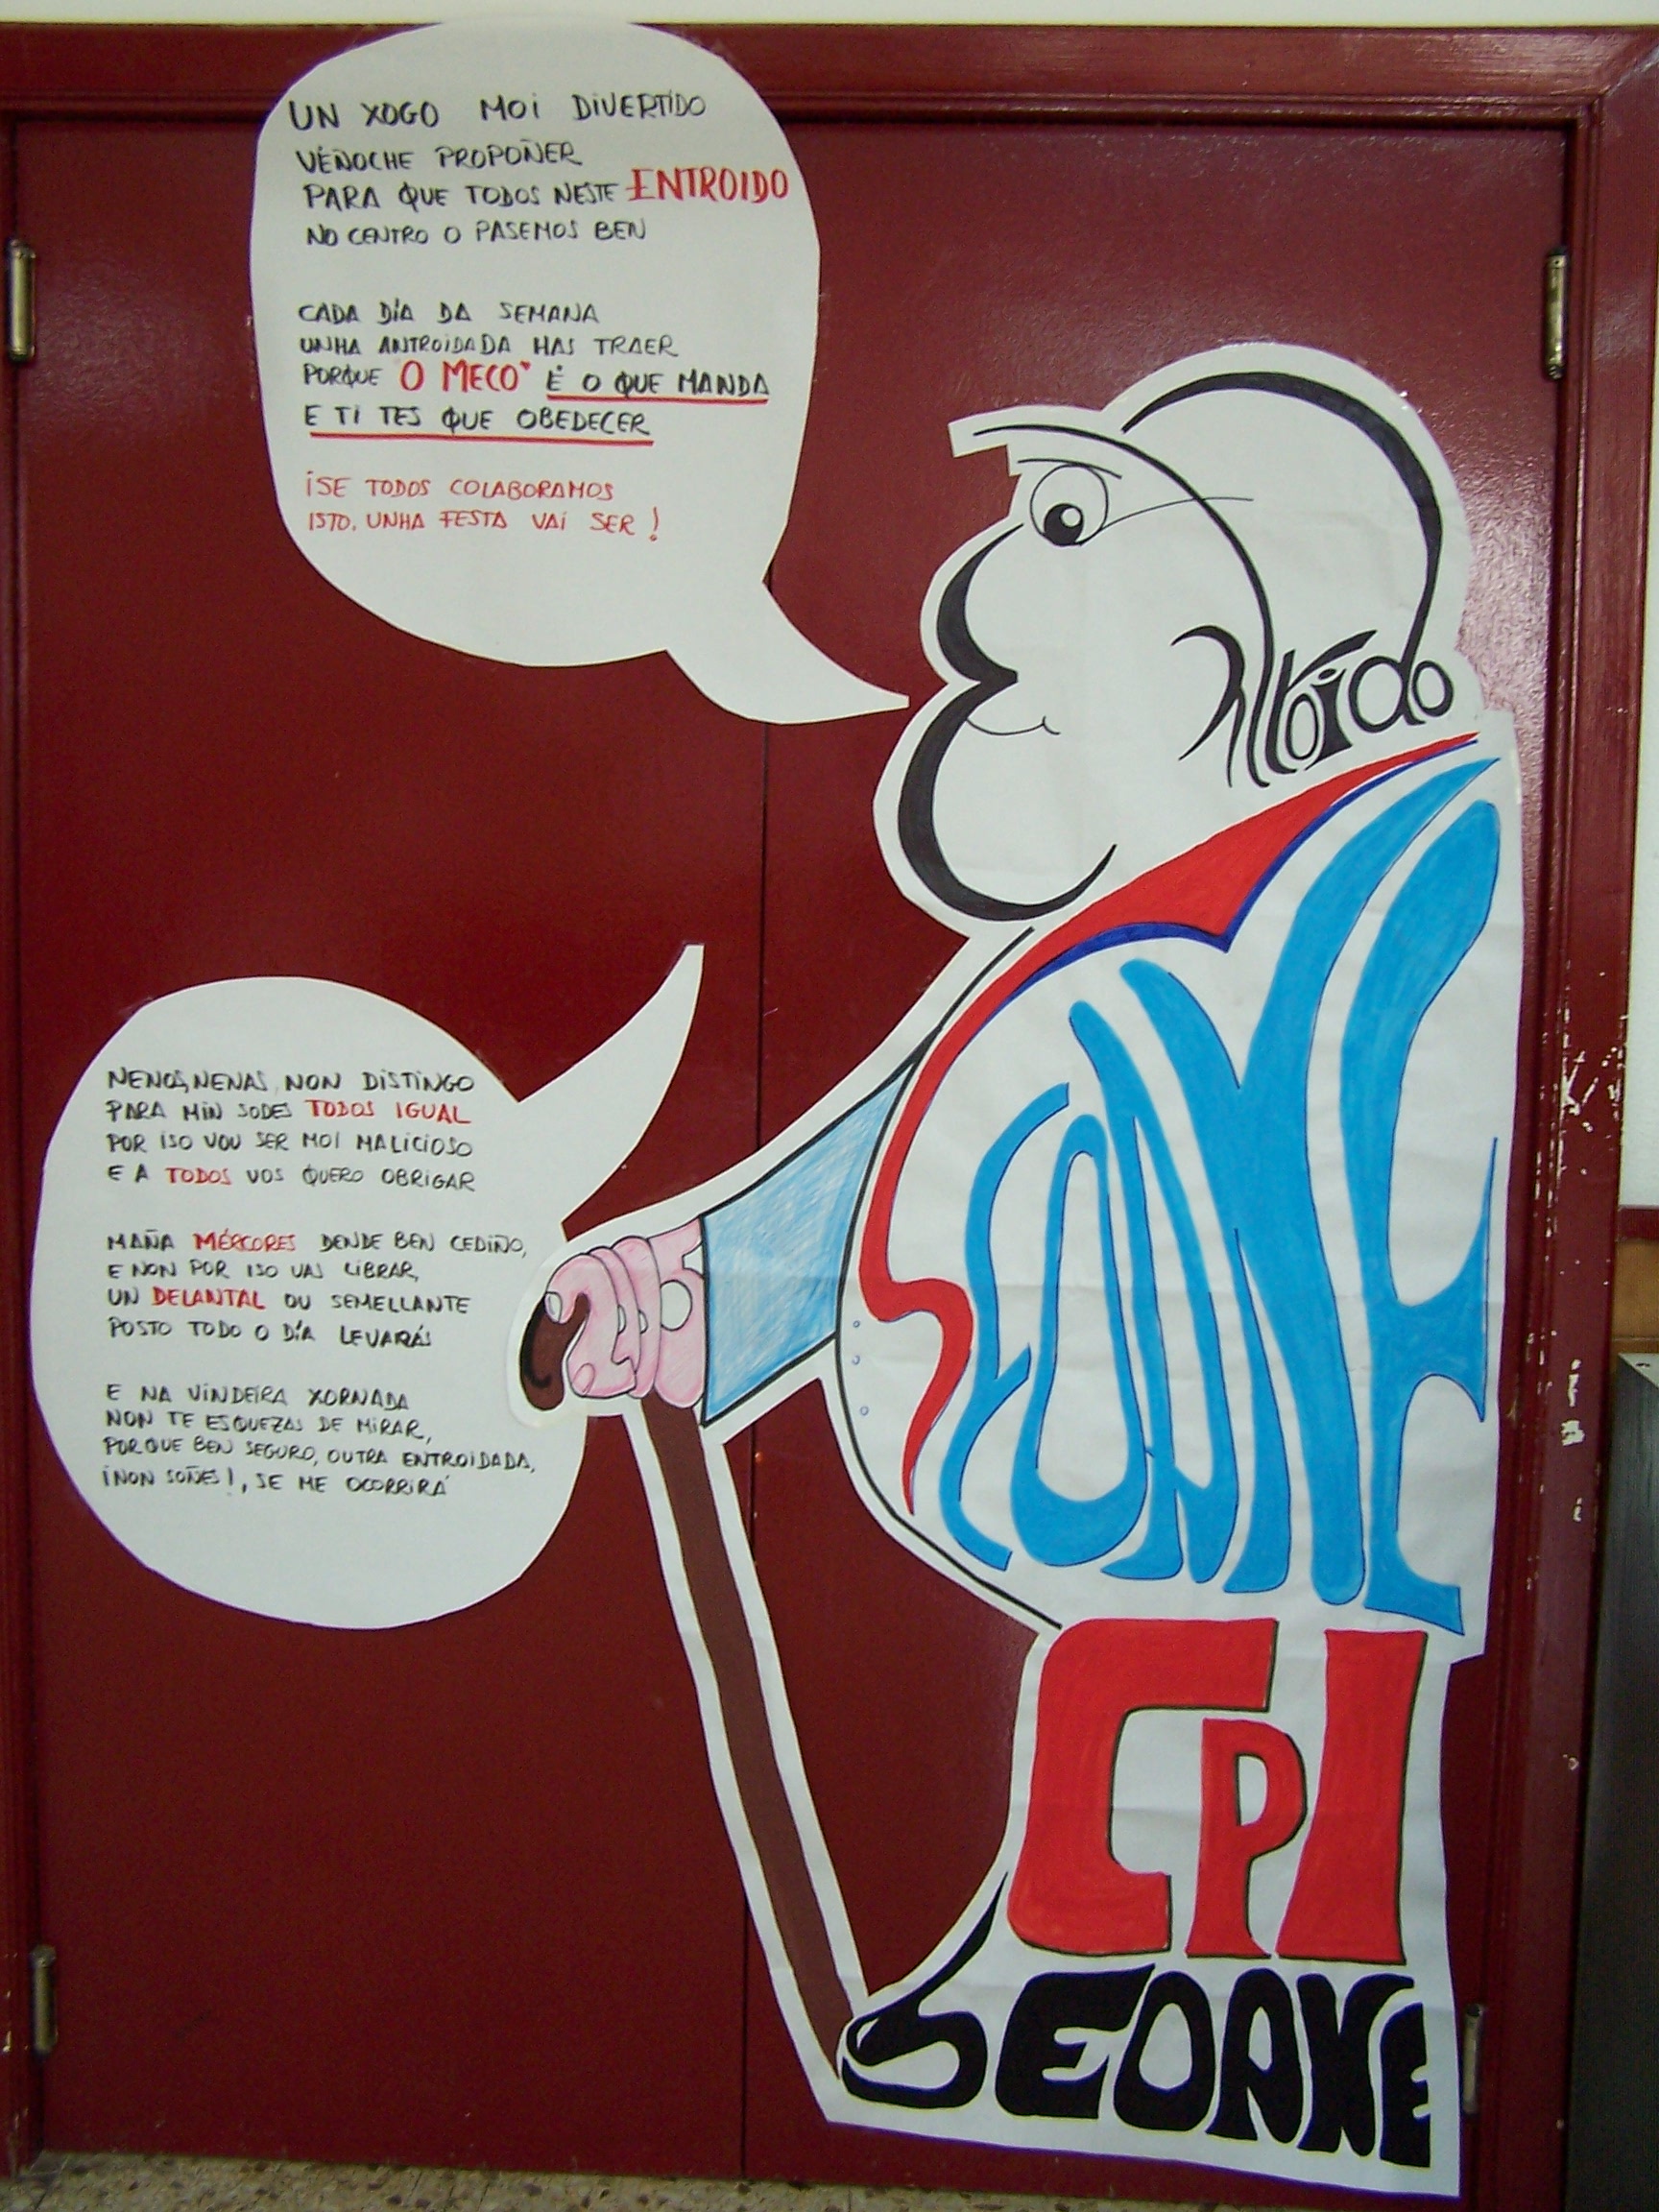 UN XOGO MOI DIVERTIDO
VÉÑOCHE PROPOÑER
PARA QUE TODOS NESTE ENTROIDO
NO CENTRO O PASEMOS BEN
CADA DÍA DA SEMANA
UNHA ANTROIDADA HAS TRAER
PORQUE O MECO É O QUE MANDA
E TI TES QUE OBEDECER
¡SE TODOS COLABORAMOS
ISTO, UNHA FESTA VAI SER!
NENOS, NENAS, NON DISTINGO
PARA MIN SODES TODOS IGUAL
POR ISO VOU SER MOI MALICIOSO
E A TODOS VOS QUERO OBRIGAR
MAÑÁ MÉRCORES DENDE BEN CEDIÑO,
E NON POR ISO VAS LIBRAR,
UN DELANTAL OU SEMELLANTE
POSTO TODO O DÍA LEVARÁS
E NA VINDEIRA XORNADA
NON TE ESQUEZAS DE MIRAR,
PORQUE BEN SEGURO, OUTRA ENTROIDADA,
¡NON SOÑES!, SE ME OCORRIRÁ
SEOANE
CPI
SEOANE